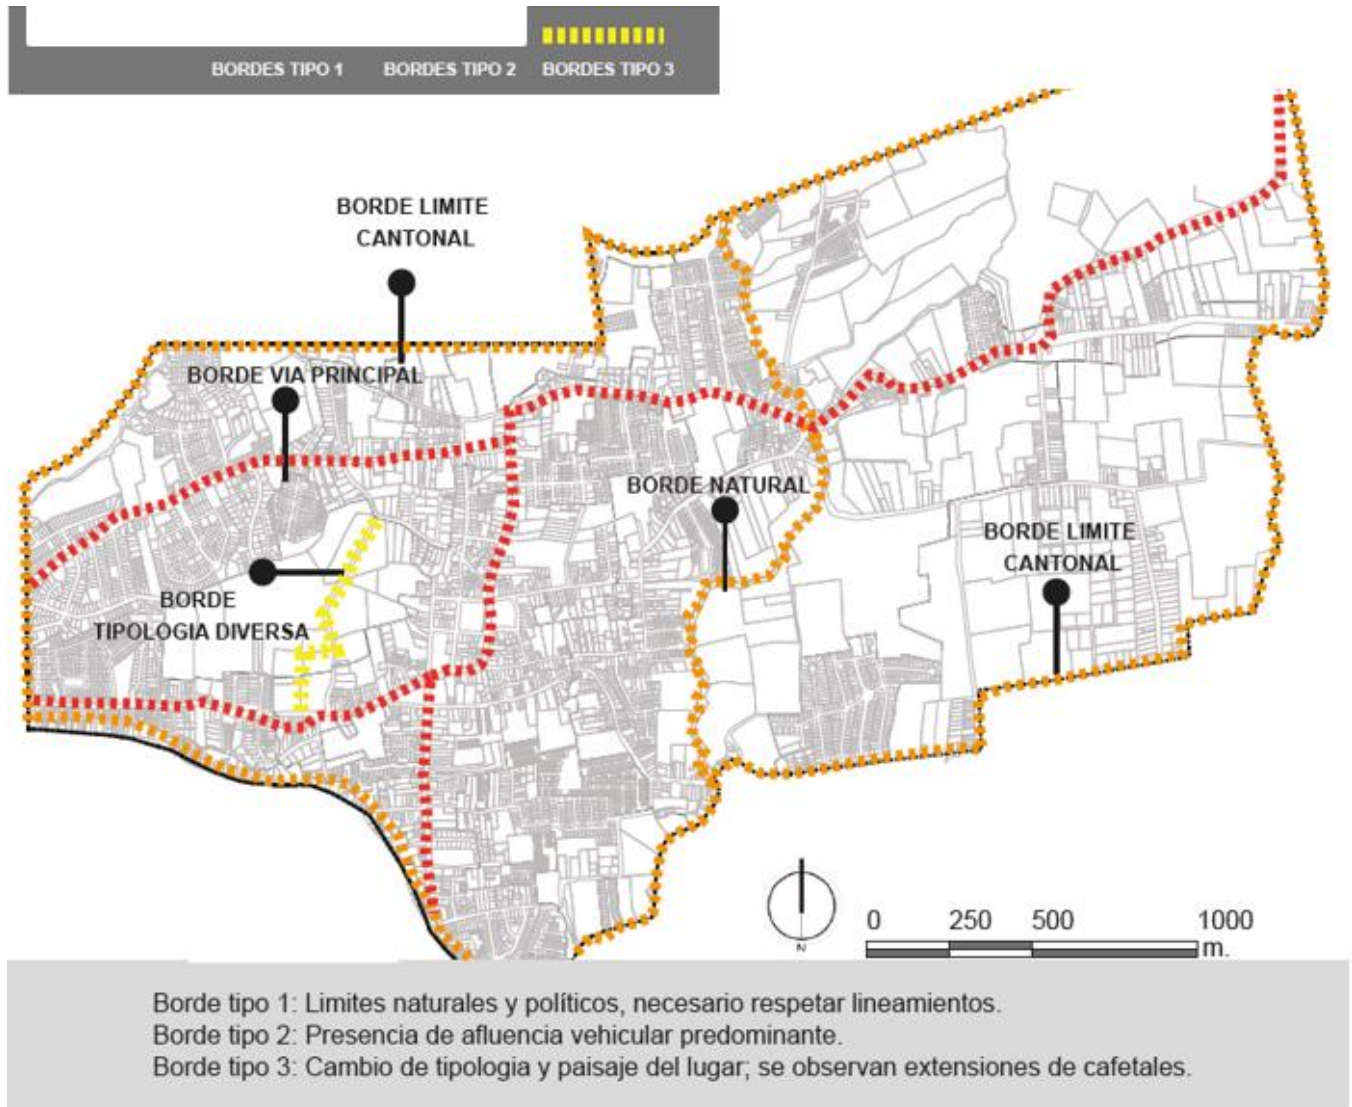 BORDES TIPO 1 BORDES TIPO 2 BORDES TIPO 3
BORDE LIMITE
CANTONAL
BORDE VIA PRINCIPAL
BORDE NATURAL
BORDE LIMITE
CANTONAL
BORDE
TIPOLOGIA DIVERSA
N
0 250 500 1000
m.
Borde tipo 1: Limites naturales y políticos, necesario respetar lineamientos.
Borde tipo 2: Presencia de afluencia vehicular predominante.
Borde tipo 3: Cambio de tipologia y paisaje del lugar; se observan extensiones de cafetales.